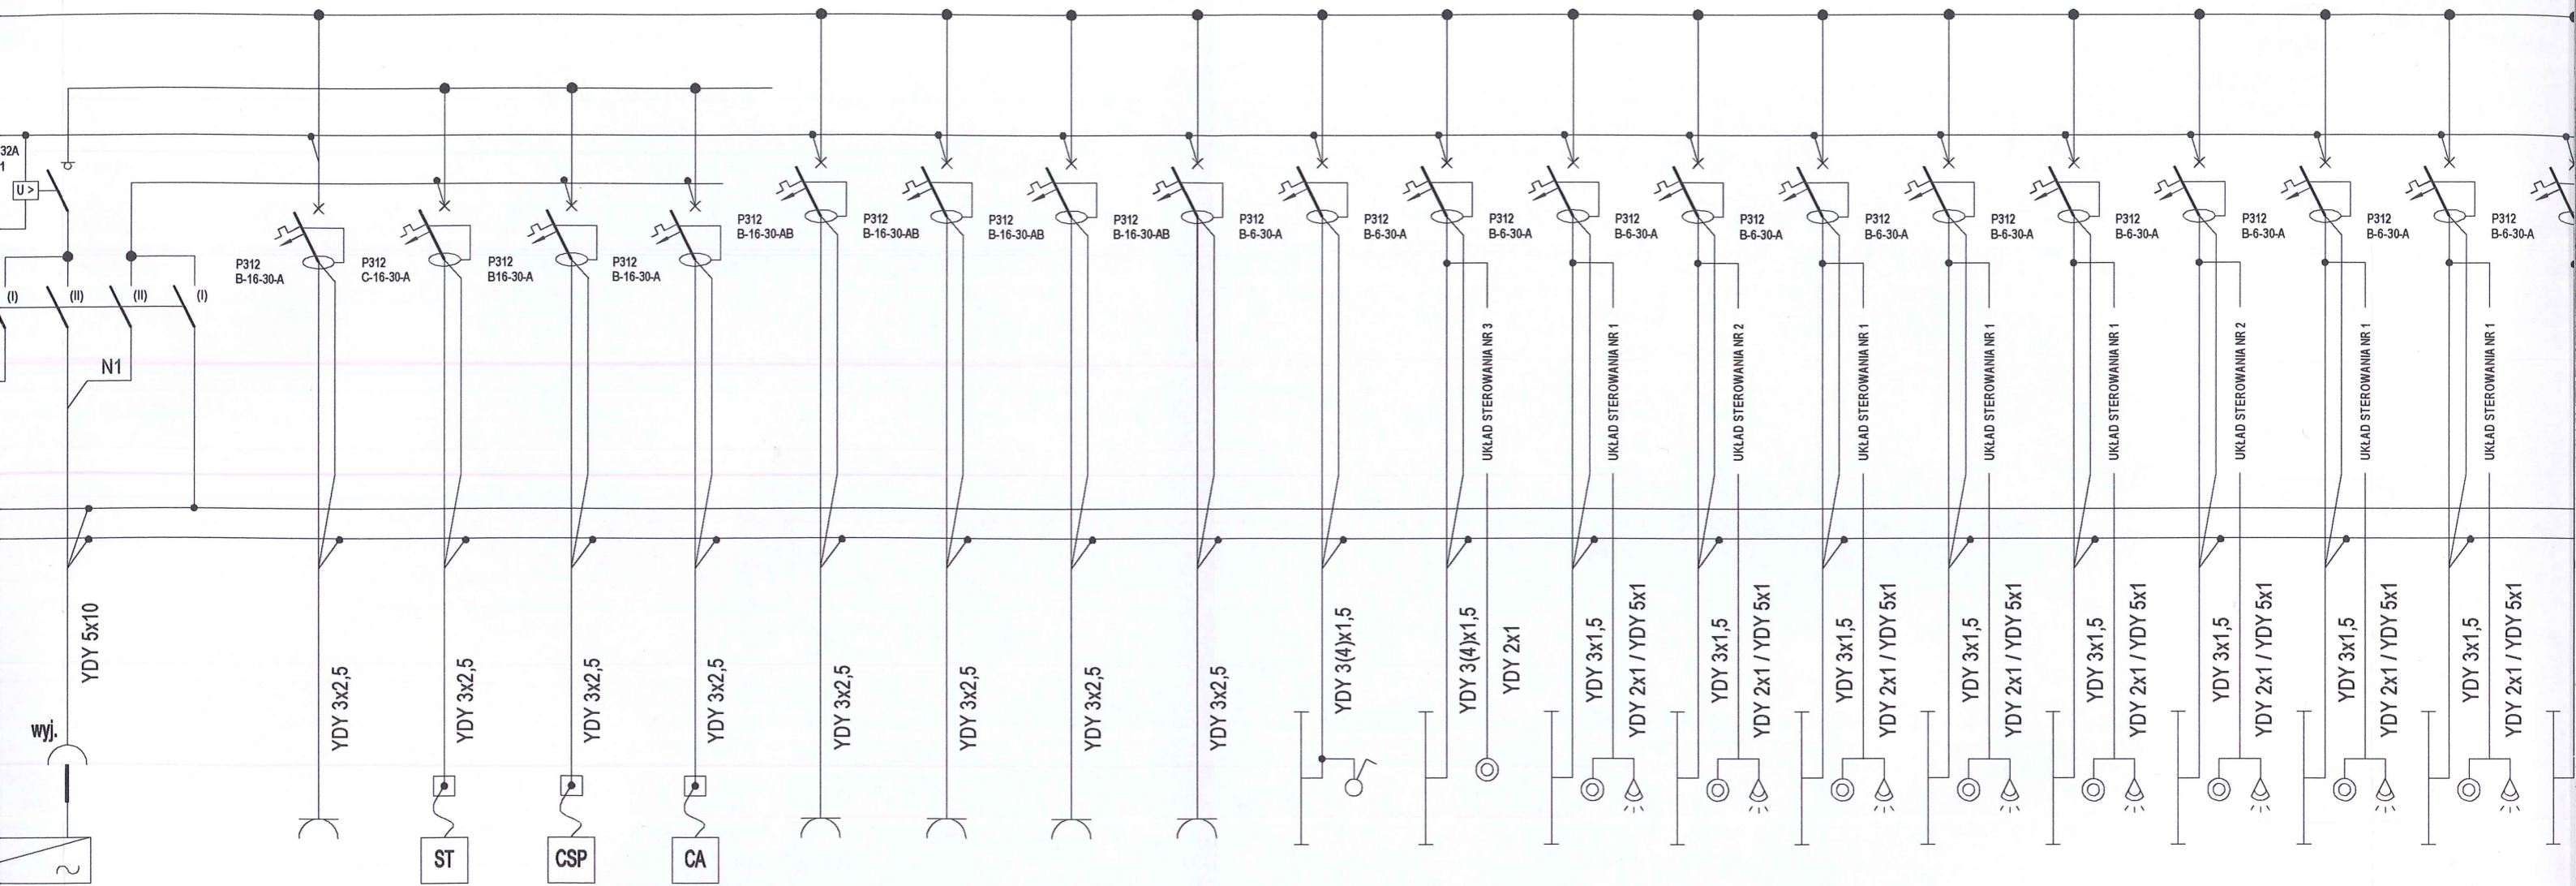 32A
1
U >
(I)
(II)
(II)
(I)
N1
YDY 5x10
wyj.
P312
B-16-30-A
P312
C-16-30-A
P312
B16-30-A
P312
B-16-30-A
P312
B-16-30-AB
P312
B-16-30-AB
P312
B-16-30-AB
P312
B-16-30-AB
P312
B-6-30-A
P312
B-6-30-A
P312
B-6-30-A
P312
B-6-30-A
P312
B-6-30-A
P312
B-6-30-A
P312
B-6-30-A
P312
B-6-30-A
P312
B-6-30-A
P312
B-6-30-A
P312
B-6-30-A
UKŁAD STEROWANIA NR 3
UKŁAD STEROWANIA NR 1
UKŁAD STEROWANIA NR 2
UKŁAD STEROWANIA NR 1
UKŁAD STEROWANIA NR 1
UKŁAD STEROWANIA NR 1
UKŁAD STEROWANIA NR 2
UKŁAD STEROWANIA NR 1
UKŁAD STEROWANIA NR 1
YDY 3x2,5
YDY 3x2,5
YDY 3x2,5
YDY 3x2,5
YDY 3x2,5
YDY 3x2,5
YDY 3x2,5
YDY 3x2,5
YDY 3(4)x1,5
YDY 3(4)x1,5
YDY 2x1
YDY 3x1,5
YDY 2x1 / YDY 5x1
YDY 3x1,5
YDY 2x1 / YDY 5x1
YDY 3x1,5
YDY 2x1 / YDY 5x1
YDY 3x1,5
YDY 2x1 / YDY 5x1
YDY 3x1,5
YDY 2x1 / YDY 5x1
YDY 3x1,5
YDY 2x1 / YDY 5x1
YDY 3x1,5
YDY 2x1 / YDY 5x1
YDY 3x1,5
YDY 2x1 / YDY 5x1
ST
CSP
CA